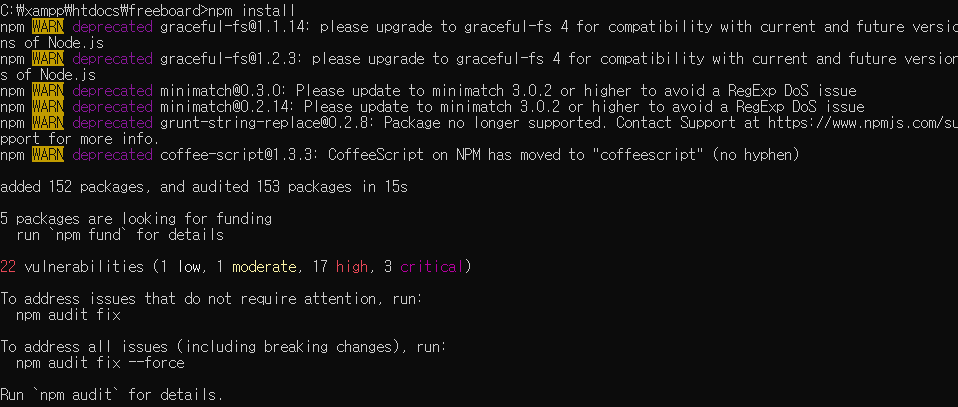 C:₩xampp₩htdocs₩freeboard>npm install
npm WARN deprecated graceful-fs@1.1.14: please upgrade to graceful-fs 4 for compatibility with current and future versio
ns of Node.js
npm WARN deprecated graceful-fs@1.2.3: please upgrade to graceful-fs 4 for compatibility with current and future version
s of Node.js
npm WARN deprecated minimatch@0.3.0: Please update to minimatch 3.0.2 or higher to avoid a RegExp DoS issue
npm WARN deprecated minimatch@0.2.14: Please update to minimatch 3.0.2 or higher to avoid a RegExp DoS issue
npm WARN deprecated grunt-string-replace@0.2.8: Package no longer supported. Contact Support at https://www.npmjs.com/su
pport for more info.
npm WARN deprecated coffee-script@1.3.3: CoffeeScript on NPM has moved to "coffeescript" (no hyphen)
added 152 packages, and audited 153 packages in 15s
5 packages are looking for funding
run `npm fund` for details
22 vulnerabilities (1 low, 1 moderate, 17 high, 3 critical)
To address issues that do not require attention, run:
npm audit fix
To address all issues (including breaking changes), run:
npm audit fix --force
Run `npm audit` for details.